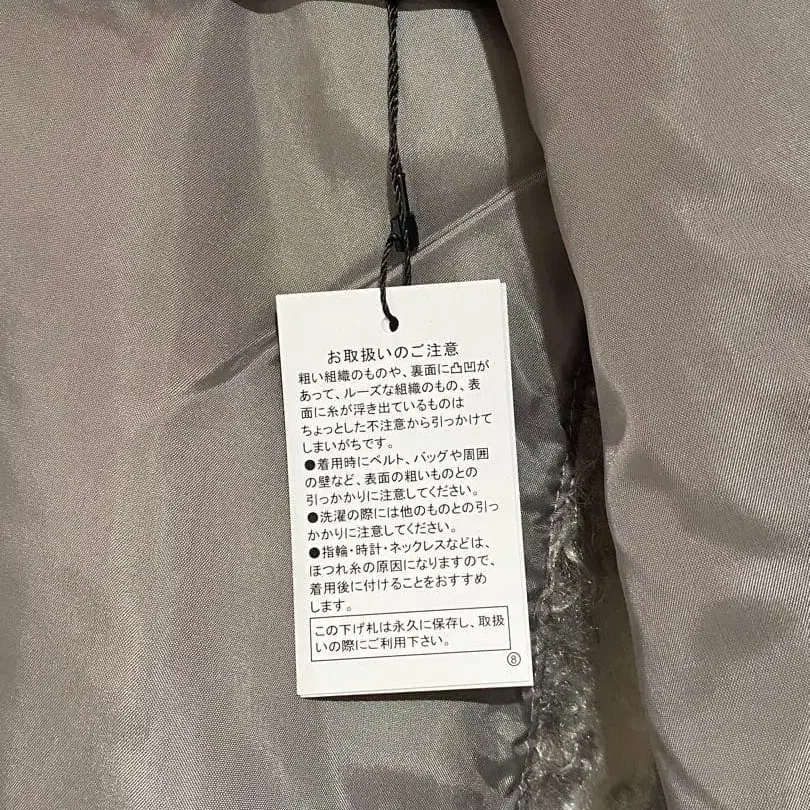 お取扱いのご注意
粗い組織のものや、裏面に凸凹が
あって、ルーズな組織のもの、表
面に糸が浮き出ているものは
ちょっとした不注意から引っかけて
しまいがちです。
●着用時にベルト、バッグや周囲
の壁など、表面の粗いものとの
引っかかりに注意してください。
●洗濯の際には他のものとの引っ
かかりに注意してください。
●指輪・時計・ネックレスなどは、
ほつれ糸の原因になりますので、
着用後に付けることをおすすめ
します。
この下げ札は永久に保存し、取扱
いの際にご利用下さい。
⑧